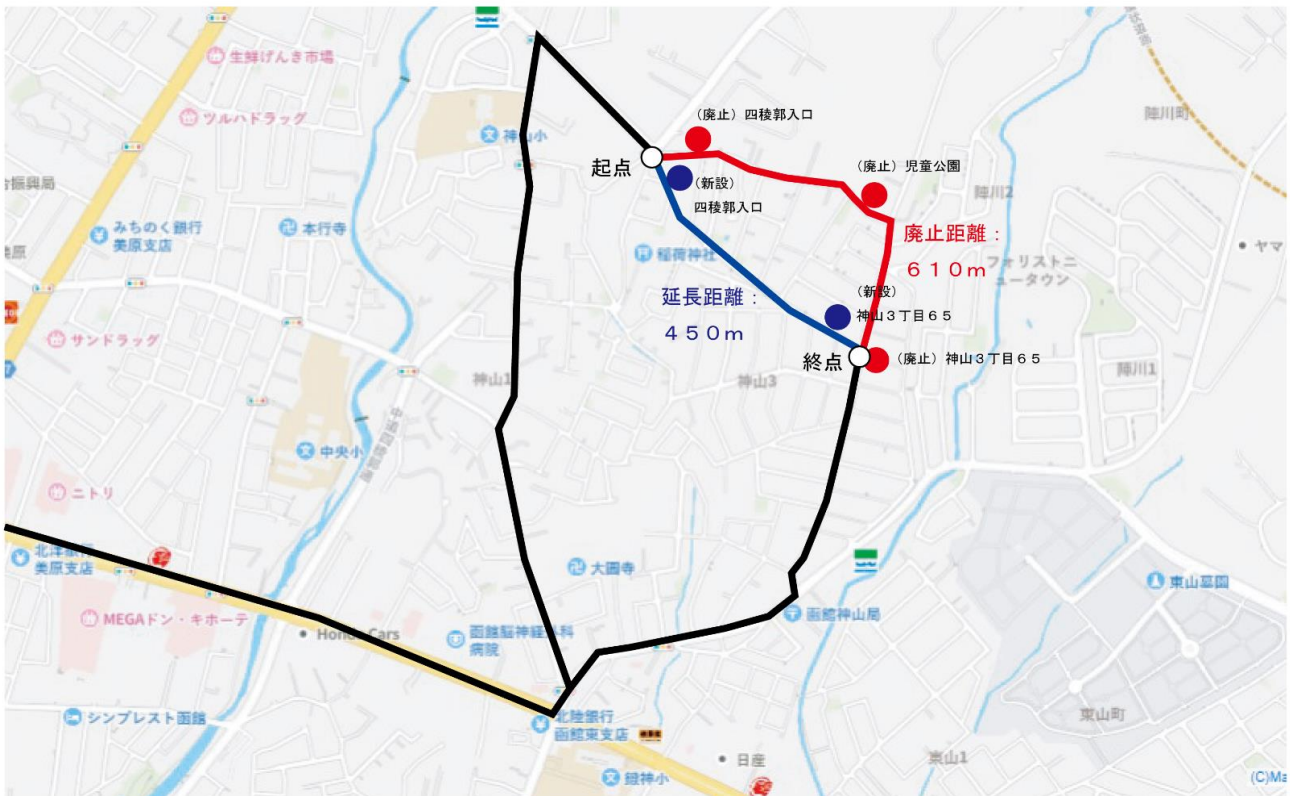 生鮮げんき市場
ツルハドラッグ
神山小
(廃止) 四稜郭入口
起点
(新設)
四稜郭入口
(廃止) 児童公園
陣川町
陣川2
みちのく銀行
美原支店
本行寺
稲荷神社
廃止距離:
610m
フォリストニ
ュータウン
ヤマ
延長距離:
450m
(新設)
神山3丁目65
サンドラッグ
神山1
神山3
終点
(廃止) 神山3丁目65
陣川1
中央小
ニトリ
北洋銀行
美原支店
大圓寺
東山墓園
MEGAドン・キホーテ
Honda Cars
函館脳神経外科
病院
函館神山局
シンプレスト函館
北陸銀行
函館東支店
日産
東山町
東山1
鍛神小
(C)Ma